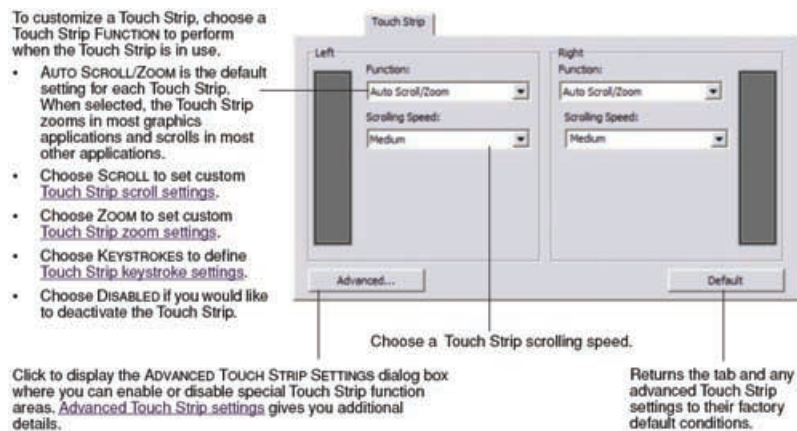 To customize a Touch Strip, choose a
Touch Strip FUNCTION to perform
when the Touch Strip is in use.
• AUTO SCROLL/ZOOM is the default
setting for each Touch Strip.
When selected, the Touch Strip
zooms in most graphics
applications and scrolls in most
other applications.
• Choose SCROLL to set custom
Touch Strip scroll settings.
• Choose ZOOM to set custom
Touch Strip zoom settings.
• Choose KEYSTROKES to define
Touch Strip keystroke settings.
• Choose DISABLED if you would like
to deactivate the Touch Strip.
Touch Strip
Left
Function:
Auto Scroll/Zoom
Scrolling Speed:
Medium
Right
Function:
Auto Scroll/Zoom
Scrolling Speed:
Medium
Advanced...
Default
Choose a Touch Strip scrolling speed.
Click to display the ADVANCED TOUCH STRIP SETTINGS dialog box
where you can enable or disable special Touch Strip function
areas. Advanced Touch Strip settings gives you additional
details.
Returns the tab and any
advanced Touch Strip
settings to their factory
default conditions.